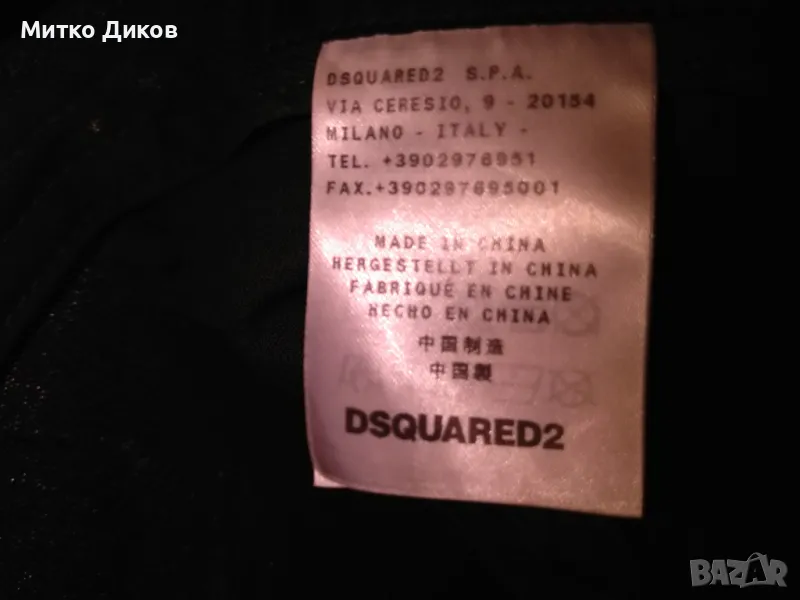 Митко Диков
DSQUARED2 S.P.A.
VIA CERESIO, 9 - 20154
MILANO - ITALY -
TEL. +3902976951
FAX.+390297695001
MADE IN CHINA
HERGESTELLT IN CHINA
FABRIQUÉ EN CHINE
HECHO EN CHINA
中国制造
中国製
DSQUARED2
BAZAR